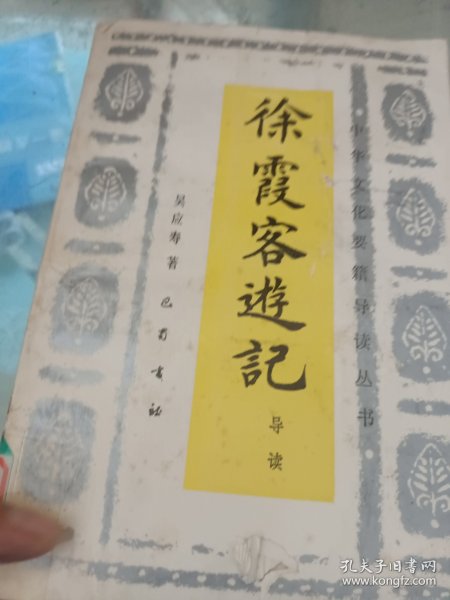 ·中华文化要籍导读丛书·
徐霞客遊記
导读
吴应寿著
巴蜀书社
孔夫子旧书网
www.kongfz.com